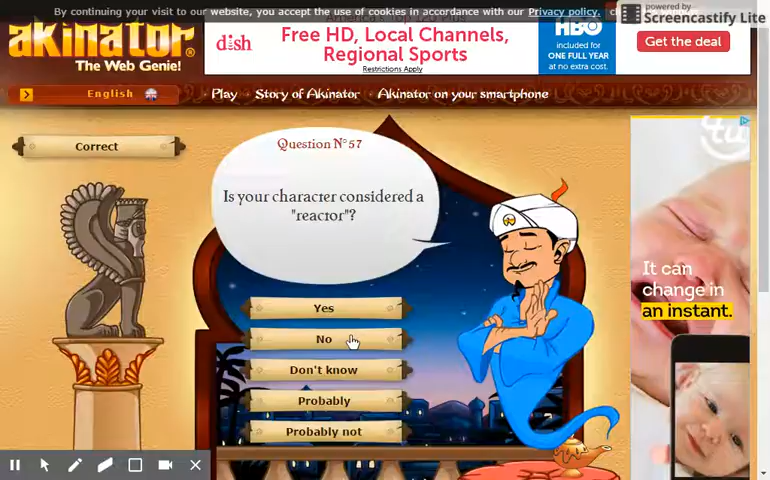 By continuing your visit to our website, you accept the use of cookies in accordance with our Privacy policy.
powered by
Screencastify Lite
akinator®
The Web Genie!
dish
Free HD, Local Channels,
Regional Sports
Restrictions Apply
HBO
included for
ONE FULL YEAR
at no extra cost.
Get the deal
English
Play
Story of Akinator
Akinator on your smartphone
Correct
Question N°57
Is your character considered a
"reactor"?
Yes
No
Don't know
Probably
Probably not
It can
change in
an instant.